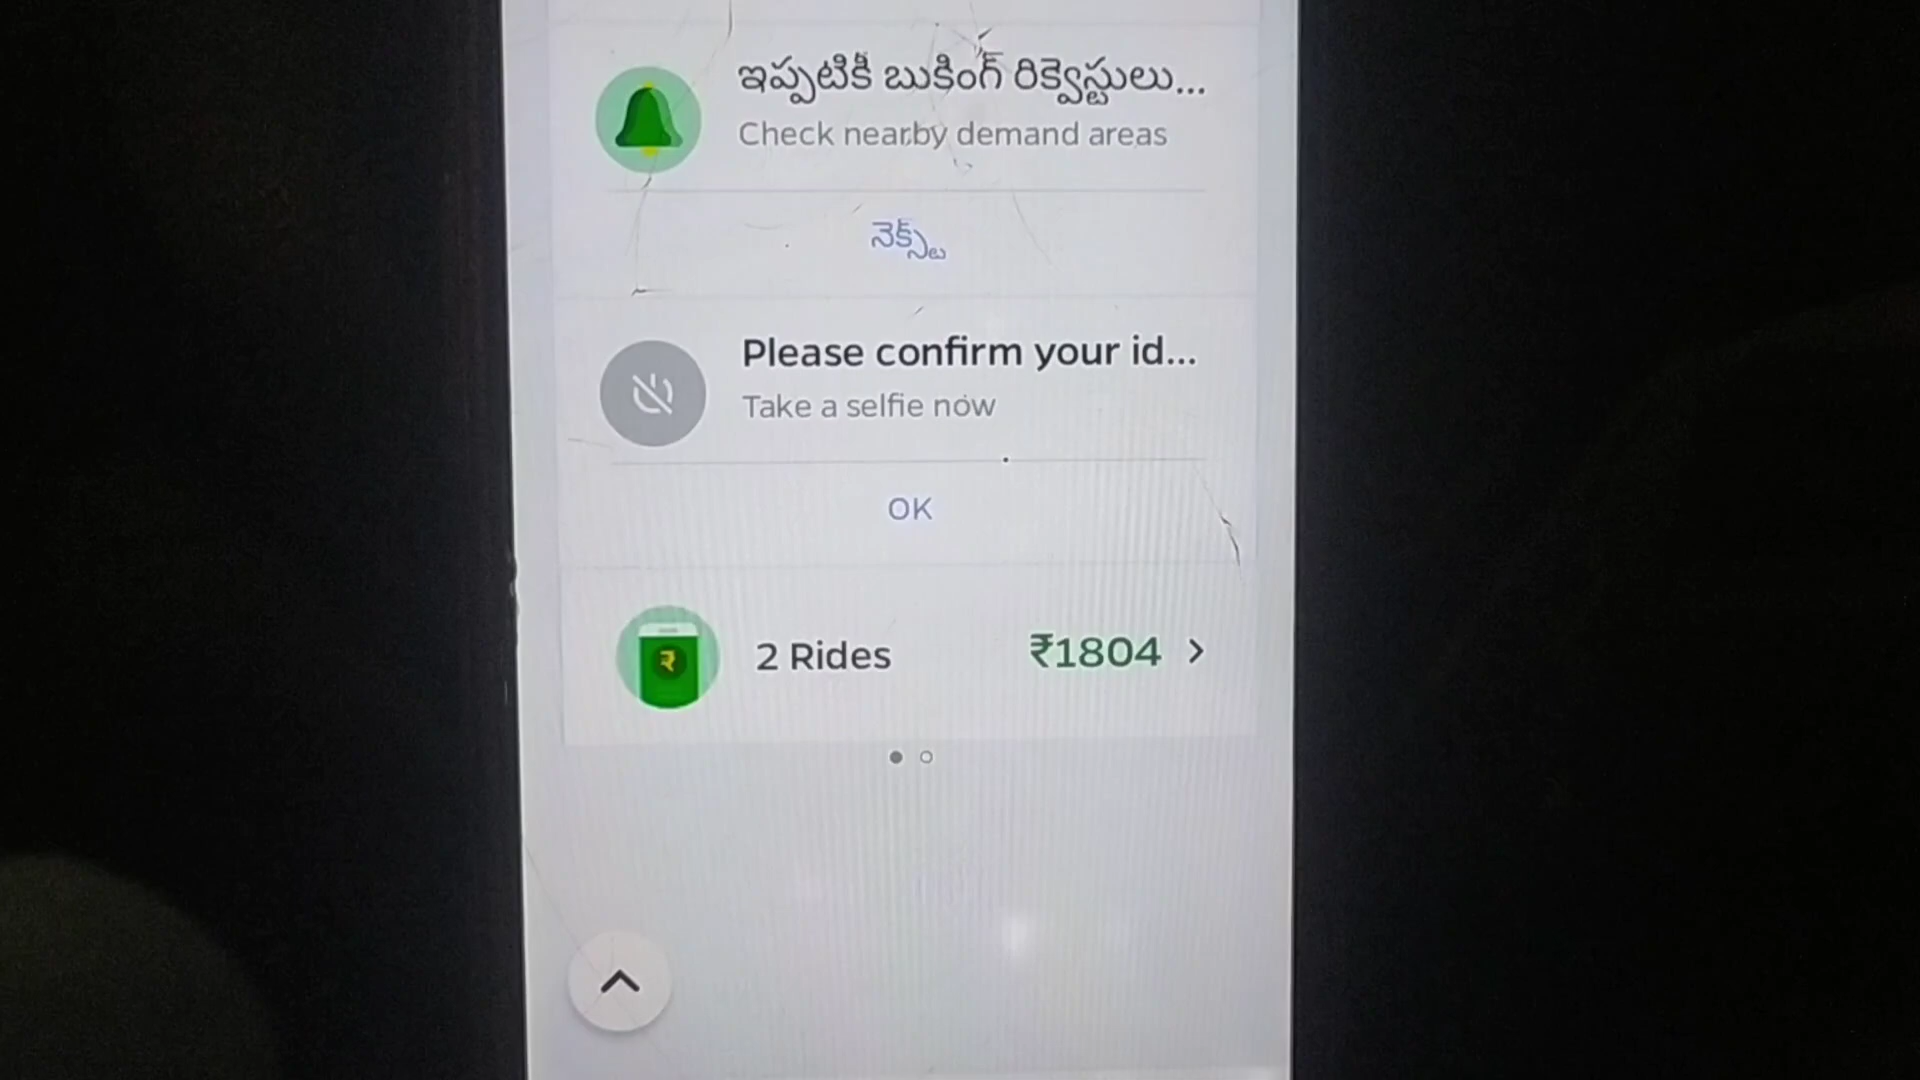 ఇప్పటికీ బుకింగ్ రిక్వెస్టులు...
Check nearby demand areas
నెక్స్ట్
Please confirm your id...
Take a selfie now
OK
2 Rides ₹1804